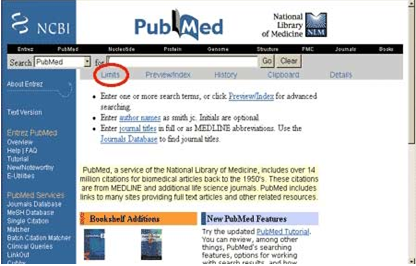 NCBI
PubMed
National Library of Medicine NLM
Entrez PubMed Nucleotide Protein Genome Structure PMC Journals Books
Search PubMed for Go Clear
Limits Preview/Index History Clipboard Details
About Entrez
Text Version
Entrez PubMed
Overview
Help | FAQ
Tutorial
New/Noteworthy
E-Utilities
PubMed Services
Journals Database
MeSH Database
Single Citation
Matcher
Batch Citation Matcher
Clinical Queries
LinkOut
Cubby
• Enter one or more search terms, or click Preview/Index for advanced
searching.
• Enter author names as smith jc. Initials are optional.
• Enter journal titles in full or as MEDLINE abbreviations. Use the
Journals Database to find journal titles.
PubMed, a service of the National Library of Medicine, includes over 14
million citations for biomedical articles back to the 1950's. These citations
are from MEDLINE and additional life science journals. PubMed includes
links to many sites providing full text articles and other related resources.
Bookshelf Additions
New PubMed Features
Try the updated PubMed Tutorial.
You can review, among other
things, PubMed's searching
features, options for working
with search results, and how